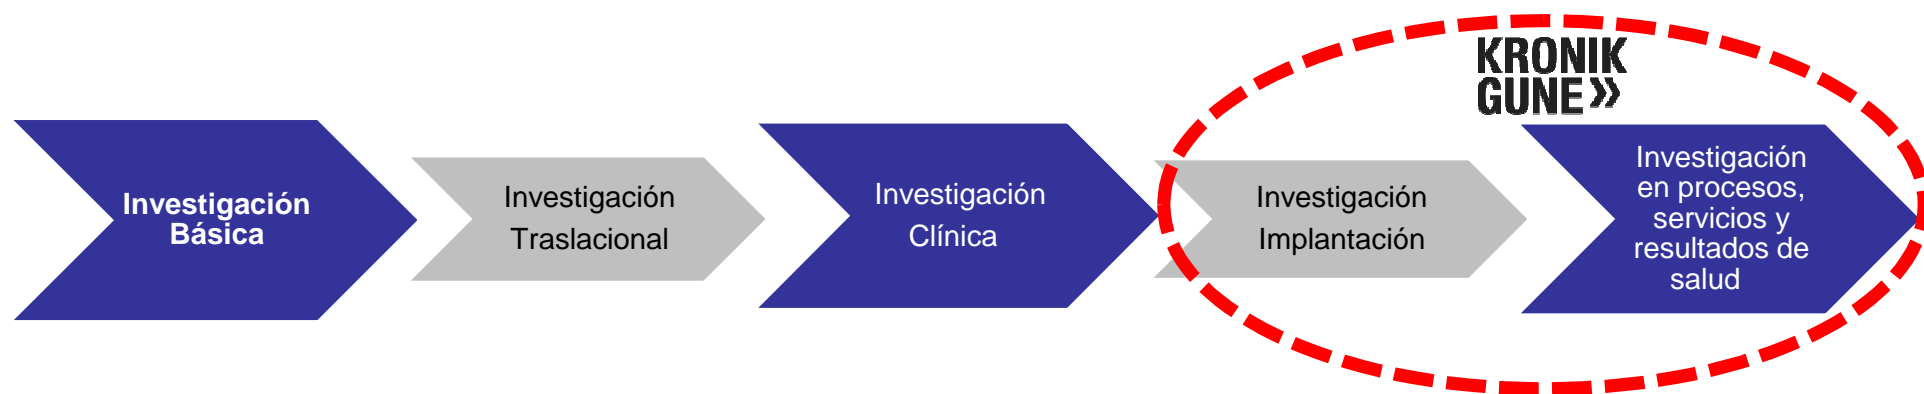 KRONIK
GUNE»
Investigación
Básica
Investigación
Traslacional
Investigación
Clínica
Investigación
Implantación
Investigación
en procesos,
servicios y
resultados de
salud